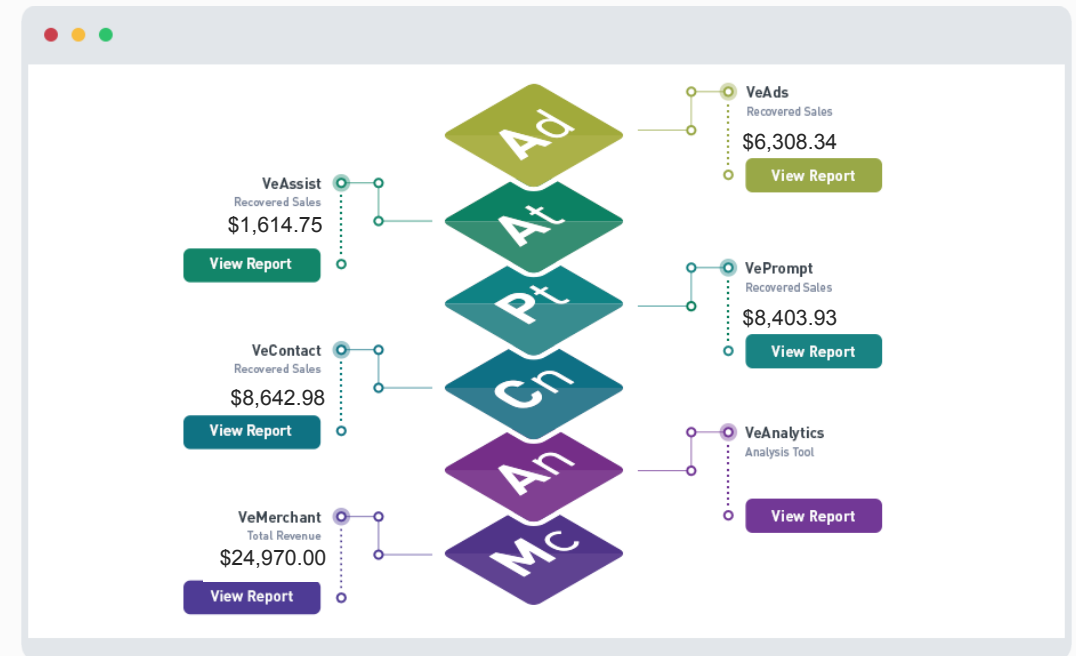 Ad
VeAds
Recovered Sales
$6,308.34
View Report
VeAssist
Recovered Sales
$1,614.75
View Report
At
VePrompt
Recovered Sales
$8,403.93
View Report
Pt
VeContact
Recovered Sales
$8,642.98
View Report
Cn
VeAnalytics
Analysis Tool
View Report
An
VeMerchant
Total Revenue
$24,970.00
View Report
Mc